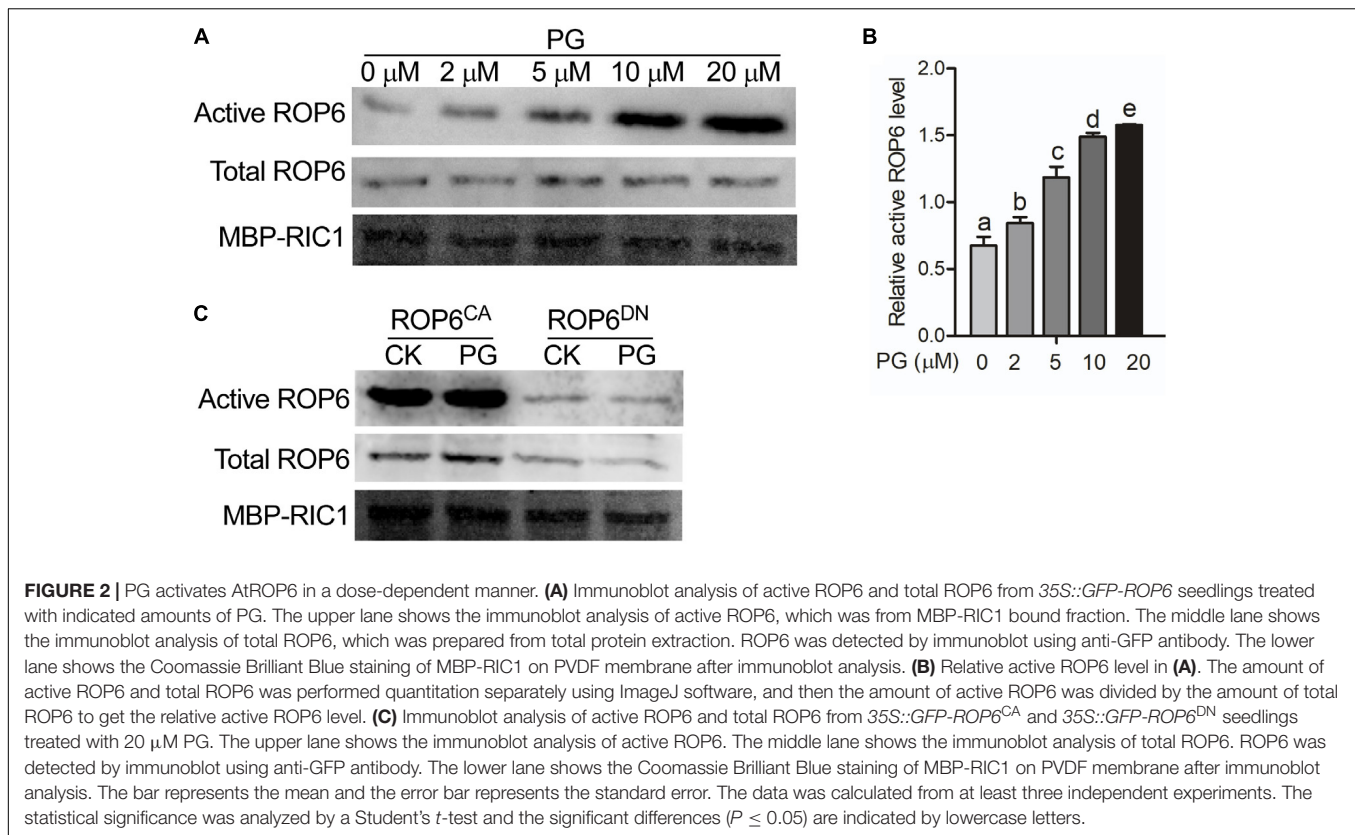 A
PG
0 μM 2 μM 5 μM 10 μM 20 μM
Active ROP6
Total ROP6
MBP-RIC1
B
Relative active ROP6 level
2.0
1.5
1.0
0.5
0.0
a b c d e
PG (μM) 0 2 5 10 20
C
ROP6CA ROP6DN
CK PG CK PG
Active ROP6
Total ROP6
MBP-RIC1
FIGURE 2 | PG activates AtROP6 in a dose-dependent manner. (A) Immunoblot analysis of active ROP6 and total ROP6 from 35S::GFP-ROP6 seedlings treated
with indicated amounts of PG. The upper lane shows the immunoblot analysis of active ROP6, which was from MBP-RIC1 bound fraction. The middle lane shows
the immunoblot analysis of total ROP6, which was prepared from total protein extraction. ROP6 was detected by immunoblot using anti-GFP antibody. The lower
lane shows the Coomassie Brilliant Blue staining of MBP-RIC1 on PVDF membrane after immunoblot analysis. (B) Relative active ROP6 level in (A). The amount of
active ROP6 and total ROP6 was performed quantitation separately using ImageJ software, and then the amount of active ROP6 was divided by the amount of total
ROP6 to get the relative active ROP6 level. (C) Immunoblot analysis of active ROP6 and total ROP6 from 35S::GFP-ROP6CA and 35S::GFP-ROP6DN seedlings
treated with 20 μM PG. The upper lane shows the immunoblot analysis of active ROP6. The middle lane shows the immunoblot analysis of total ROP6. ROP6 was
detected by immunoblot using anti-GFP antibody. The lower lane shows the Coomassie Brilliant Blue staining of MBP-RIC1 on PVDF membrane after immunoblot
analysis. The bar represents the mean and the error bar represents the standard error. The data was calculated from at least three independent experiments. The
statistical significance was analyzed by a Student's t-test and the significant differences (P ≤ 0.05) are indicated by lowercase letters.